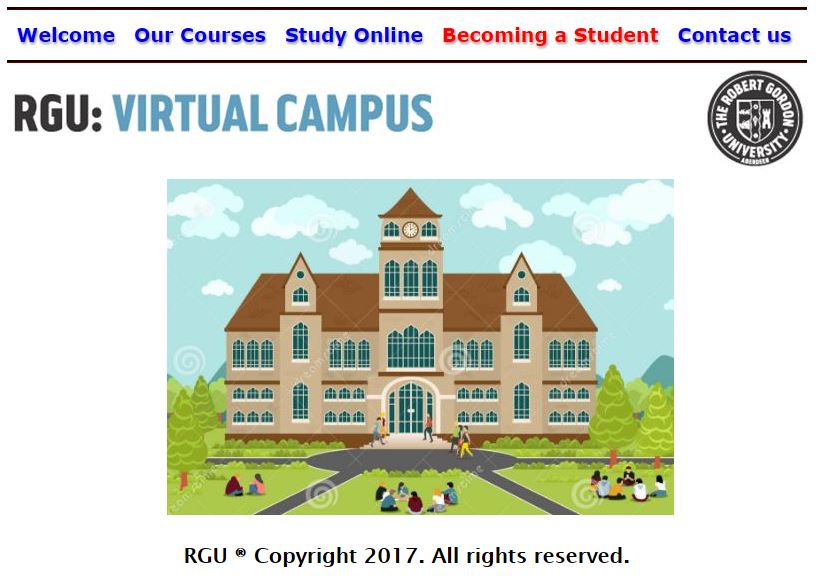 Welcome Our Courses Study Online Becoming a Student Contact us
RGU: VIRTUAL CAMPUS
THE ROBERT GORDON
UNIVERSITY
ABERDEEN
RGU ® Copyright 2017. All rights reserved.